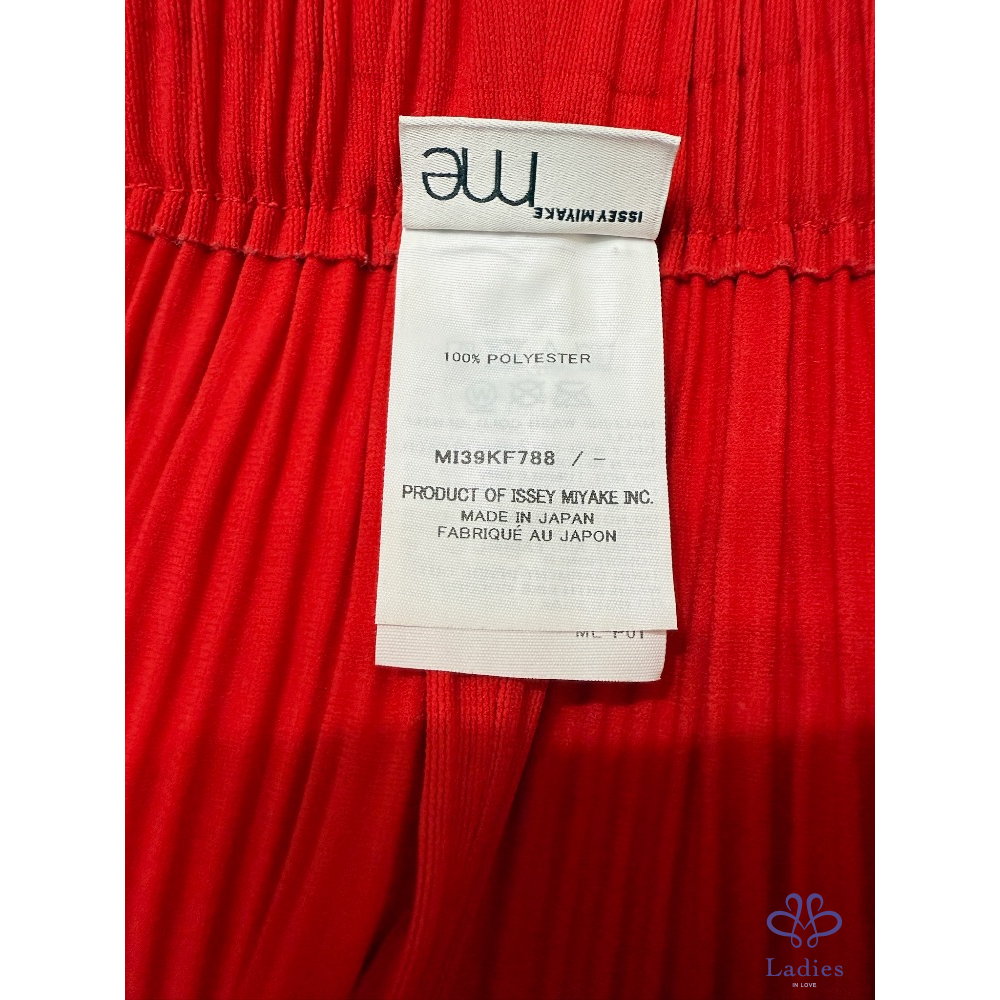 me
ISSEY MIYAKE
100% POLYESTER
MI39KF788 / -
PRODUCT OF ISSEY MIYAKE INC.
MADE IN JAPAN
FABRIQUÉ AU JAPON
Ladies
IN LOVE